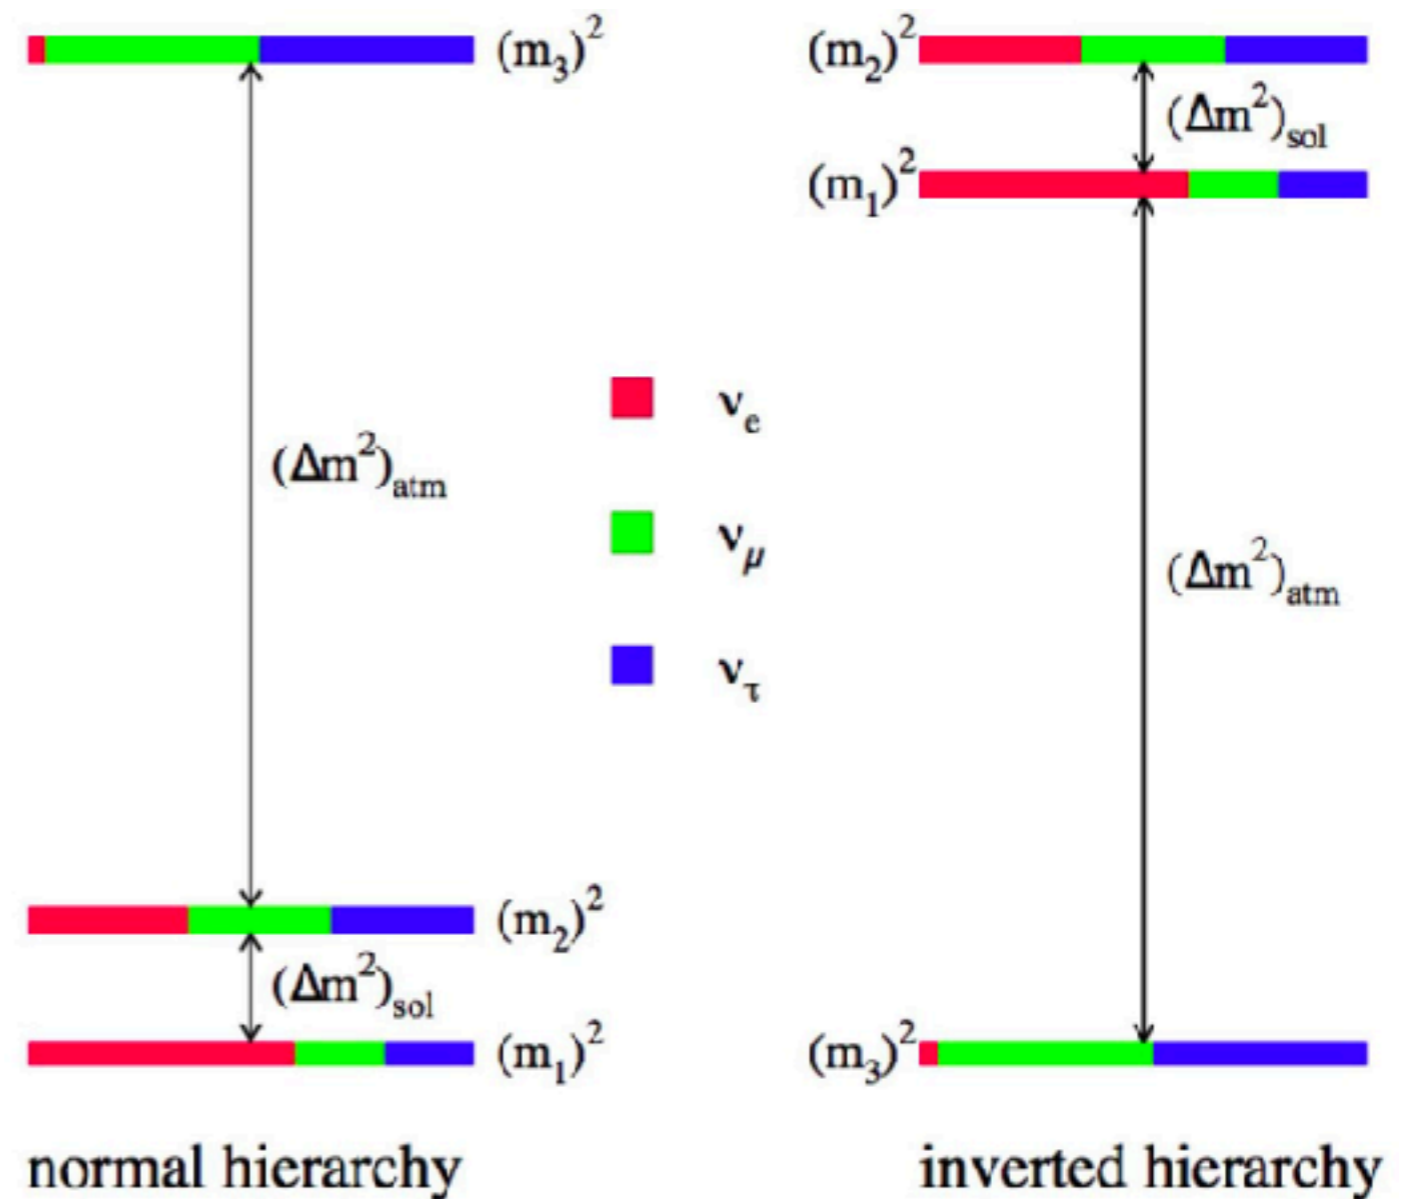 (m₃)²
(m₂)²
(Δm²)sol
(m₁)²
νe
(Δm²)atm
νμ
(Δm²)atm
ντ
(m₂)²
(Δm²)sol
(m₁)²
(m₃)²
normal hierarchy
inverted hierarchy